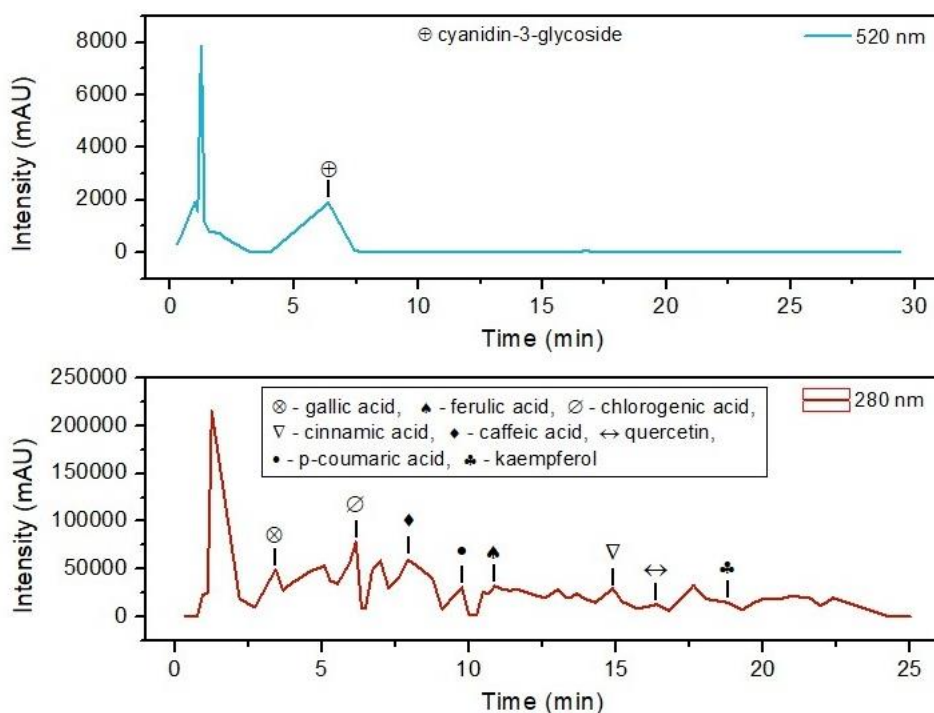 ⊕ cyanidin-3-glycoside
520 nm
Intensity (mAU)
8000
6000
4000
2000
0
⊕
0 5 10 15 20 25 30
Time (min)
280 nm
⊗ - gallic acid, ♠ - ferulic acid, ∅ - chlorogenic acid,
▽ - cinnamic acid, ♦ - caffeic acid, ↔ quercetin,
• - p-coumaric acid, ♣ - kaempferol
Intensity (mAU)
250000
200000
150000
100000
50000
0
⊗ ∅ ♦ • ♠ ▽ ↔ ♣
0 5 10 15 20 25
Time (min)